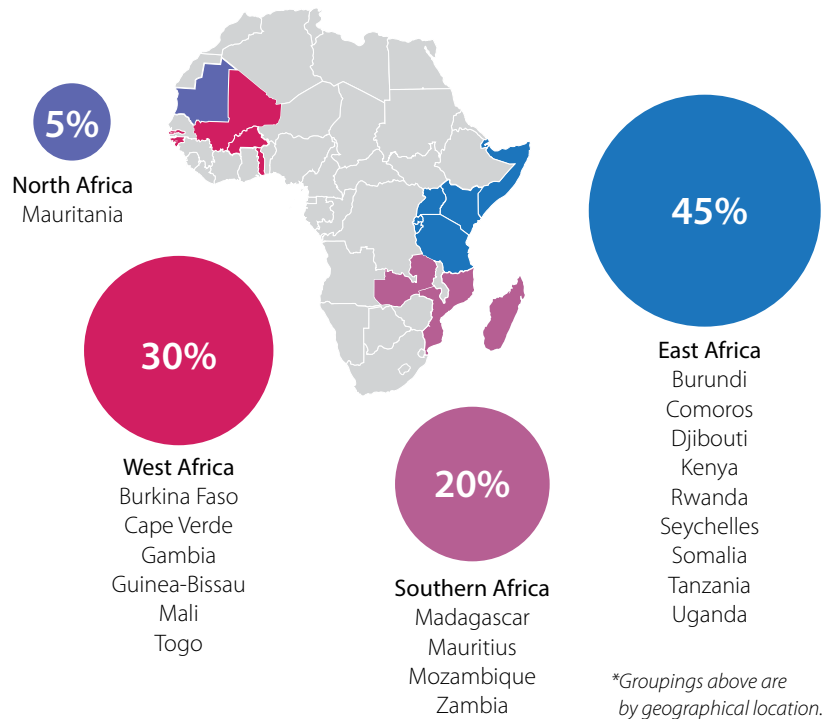 5%
North Africa
Mauritania
30%
West Africa
Burkina Faso
Cape Verde
Gambia
Guinea-Bissau
Mali
Togo
20%
Southern Africa
Madagascar
Mauritius
Mozambique
Zambia
45%
East Africa
Burundi
Comoros
Djibouti
Kenya
Rwanda
Seychelles
Somalia
Tanzania
Uganda
*Groupings above are
by geographical location.